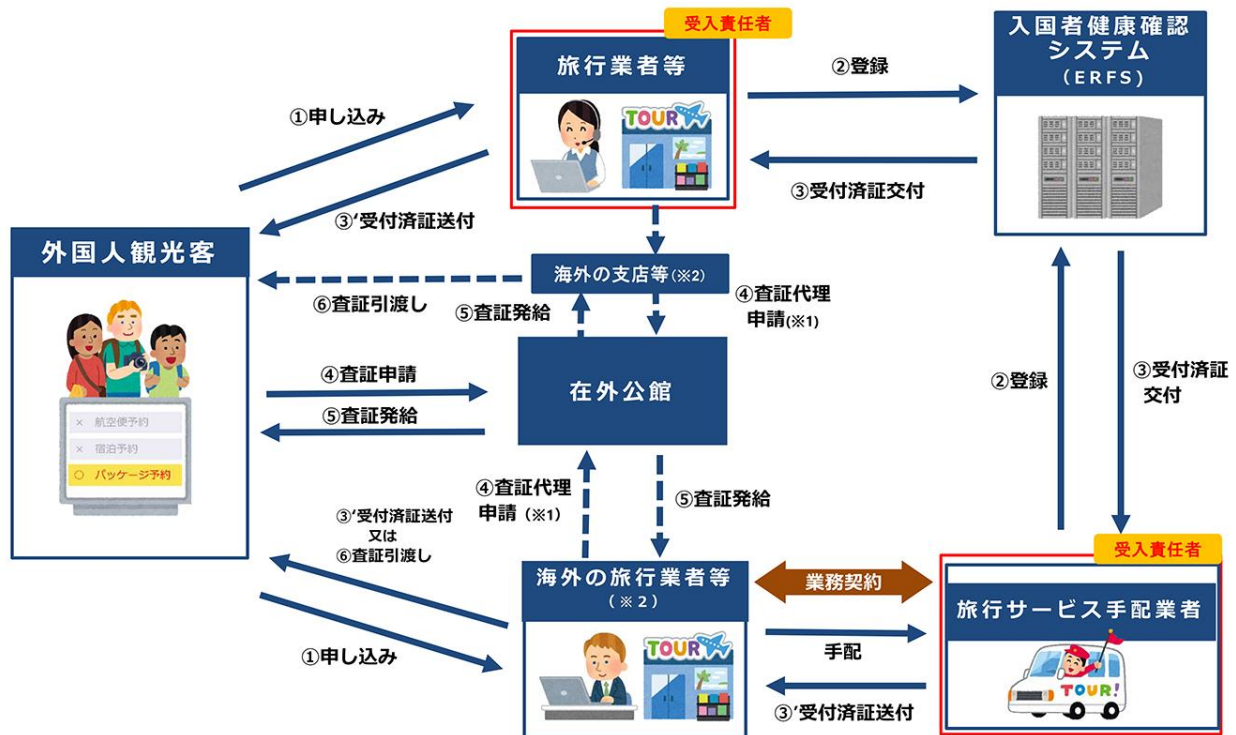 受入責任者
旅行業者等
TOUR
入国者健康確認
システム
(ERFS)
②登録
③受付済証交付
①申し込み
③'受付済証送付
外国人観光客
× 航空便予約
× 宿泊予約
○ パッケージ予約
海外の支店等(※2)
⑥査証引渡し
⑤査証発給
④査証代理
申請(※1)
在外公館
④査証申請
⑤査証発給
②登録
③受付済証
交付
④査証代理
申請(※1)
⑤査証発給
③'受付済証送付
又は
⑥査証引渡し
①申し込み
海外の旅行業者等
(※2)
TOUR
業務契約
手配
③'受付済証送付
受入責任者
旅行サービス手配業者
TOUR!